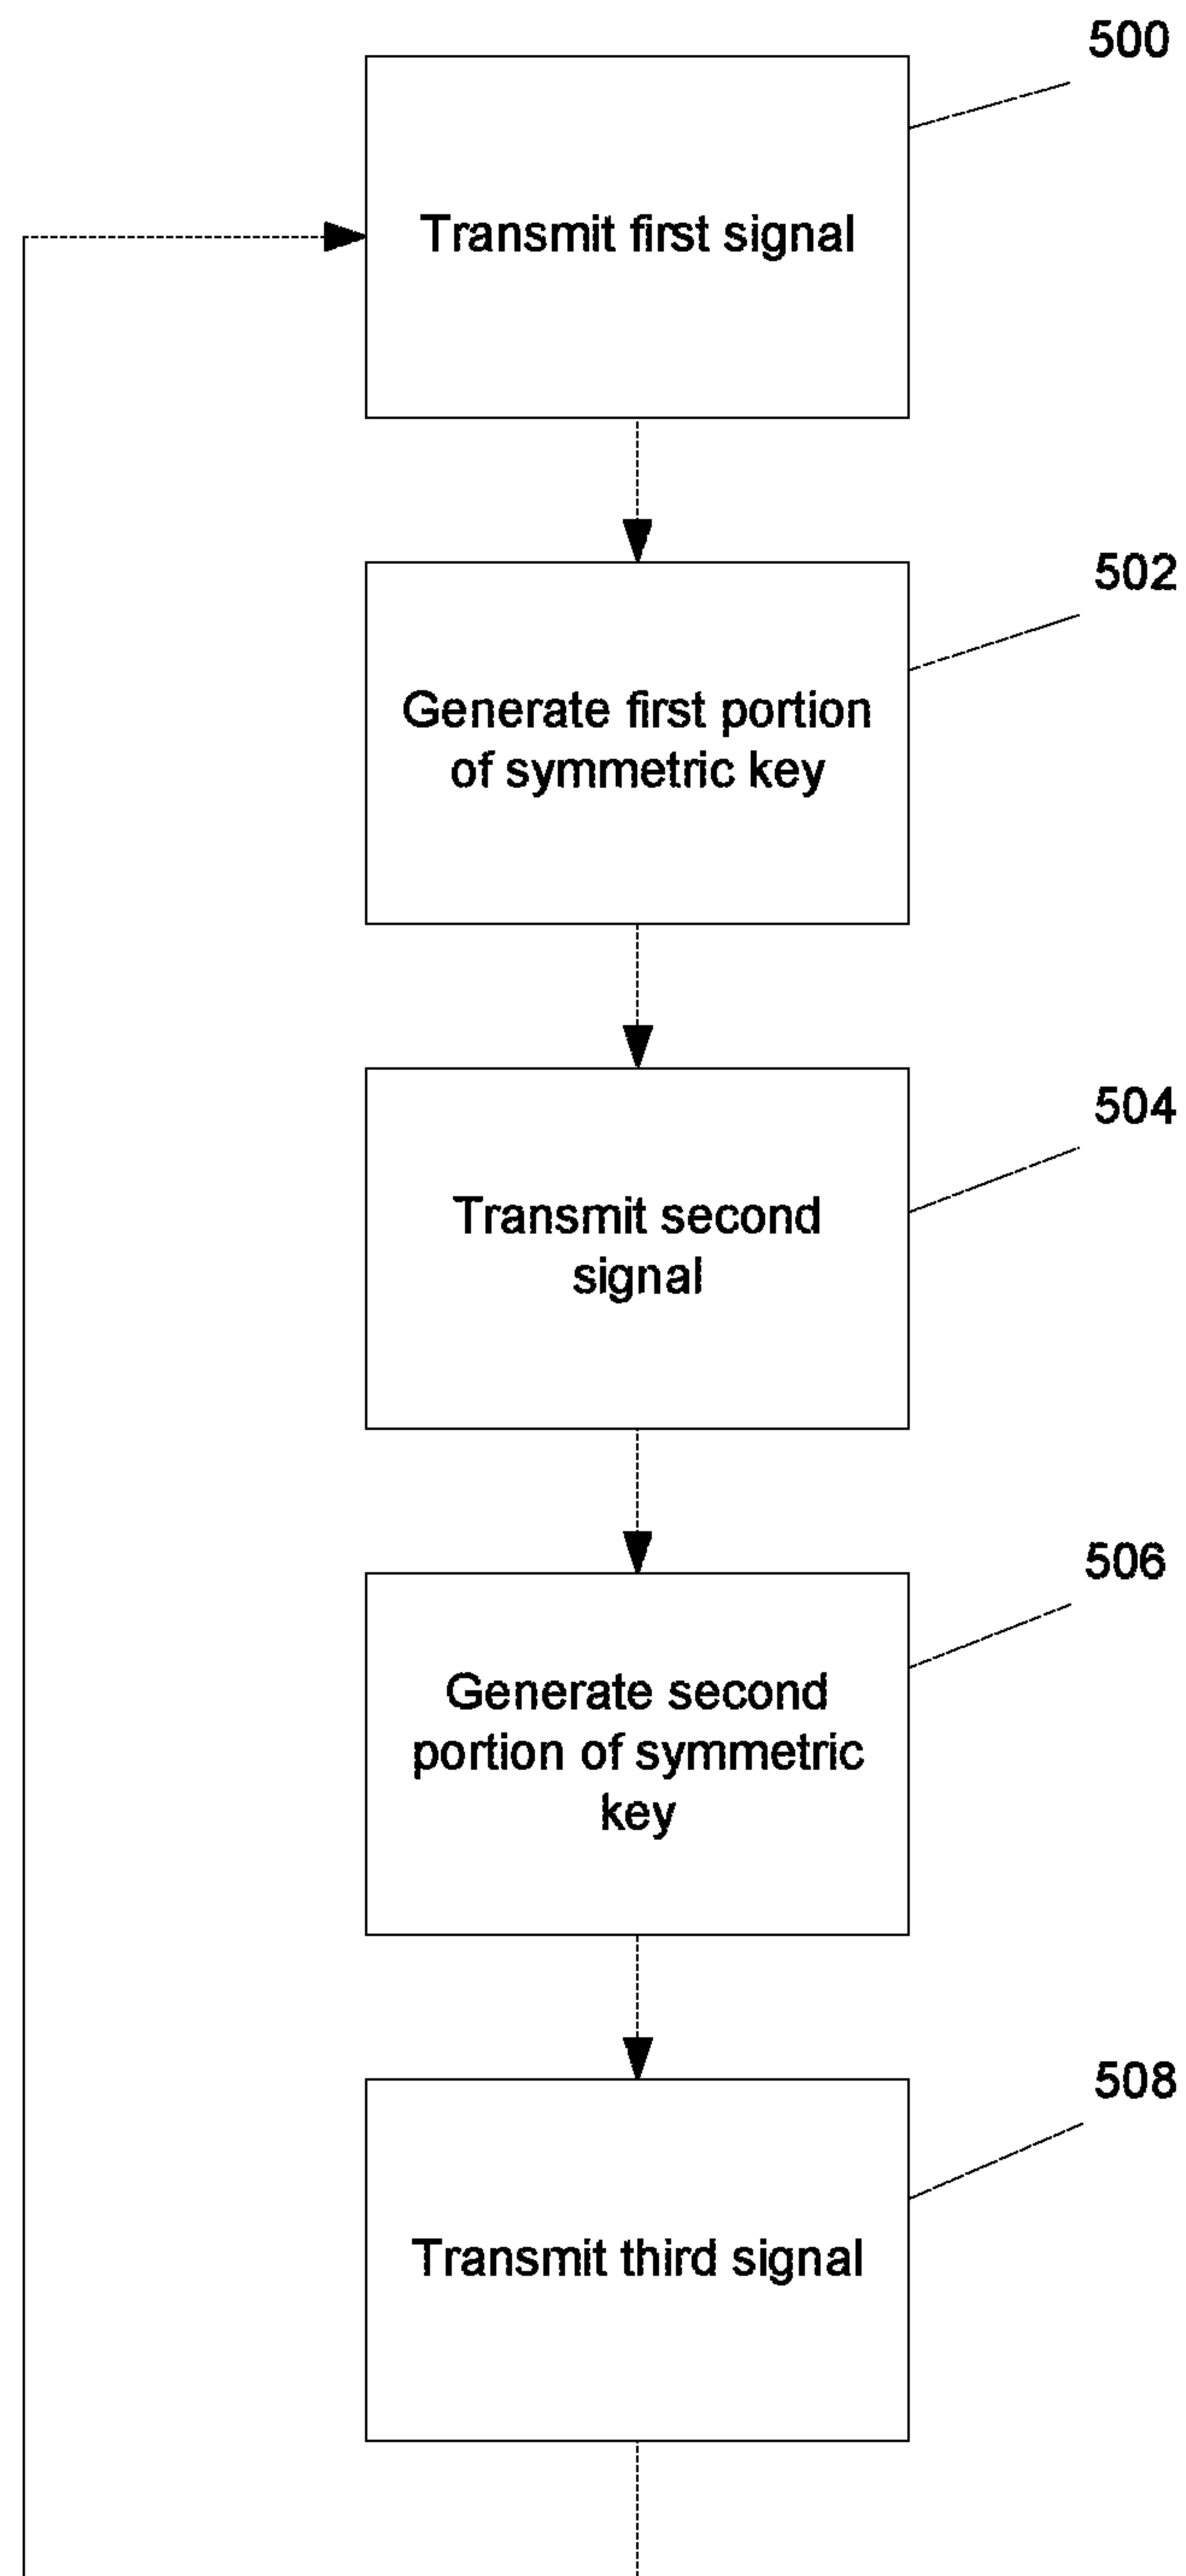 500
Transmit first signal
502
Generate first portion
of symmetric key
504
Transmit second
signal
506
Generate second
portion of symmetric
key
508
Transmit third signal